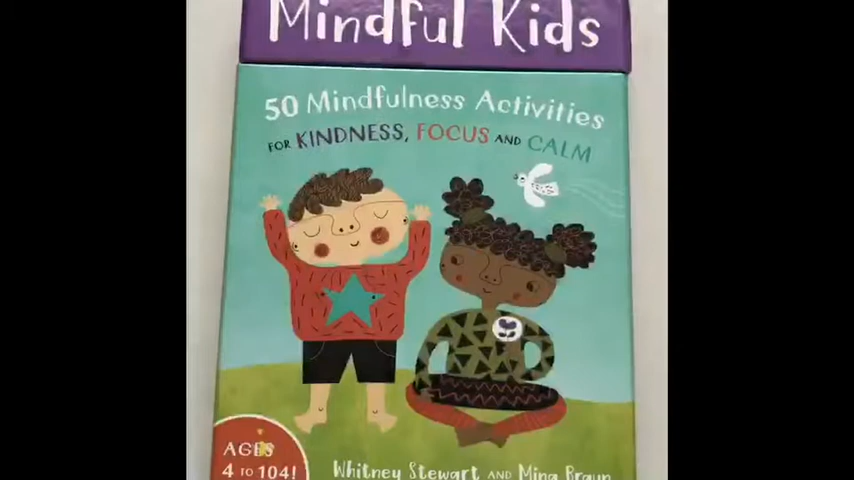 Mindful Kids
50 Mindfulness Activities
FOR KINDNESS, FOCUS AND CALM
AGES
4 TO 104!
Whitney Stewart AND Mina Braun